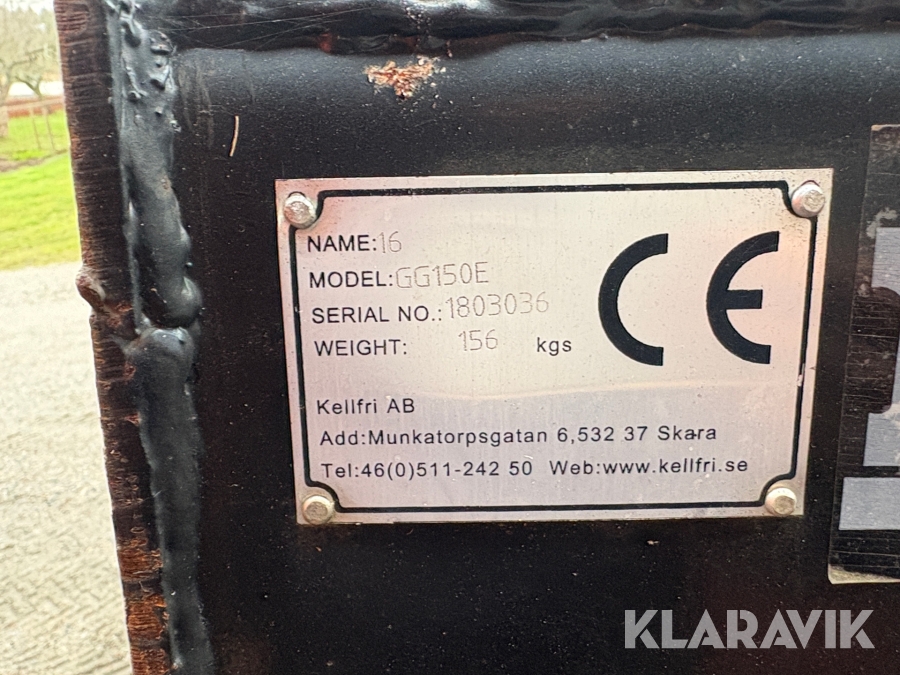 NAME:16
MODEL:GG150E
SERIAL NO.:1803036
WEIGHT: 156 kgs
CE
Kellfri AB
Add:Munkatorpsgatan 6,532 37 Skara
Tel:46(0)511-242 50 Web:www.kellfri.se
KLARAVIK